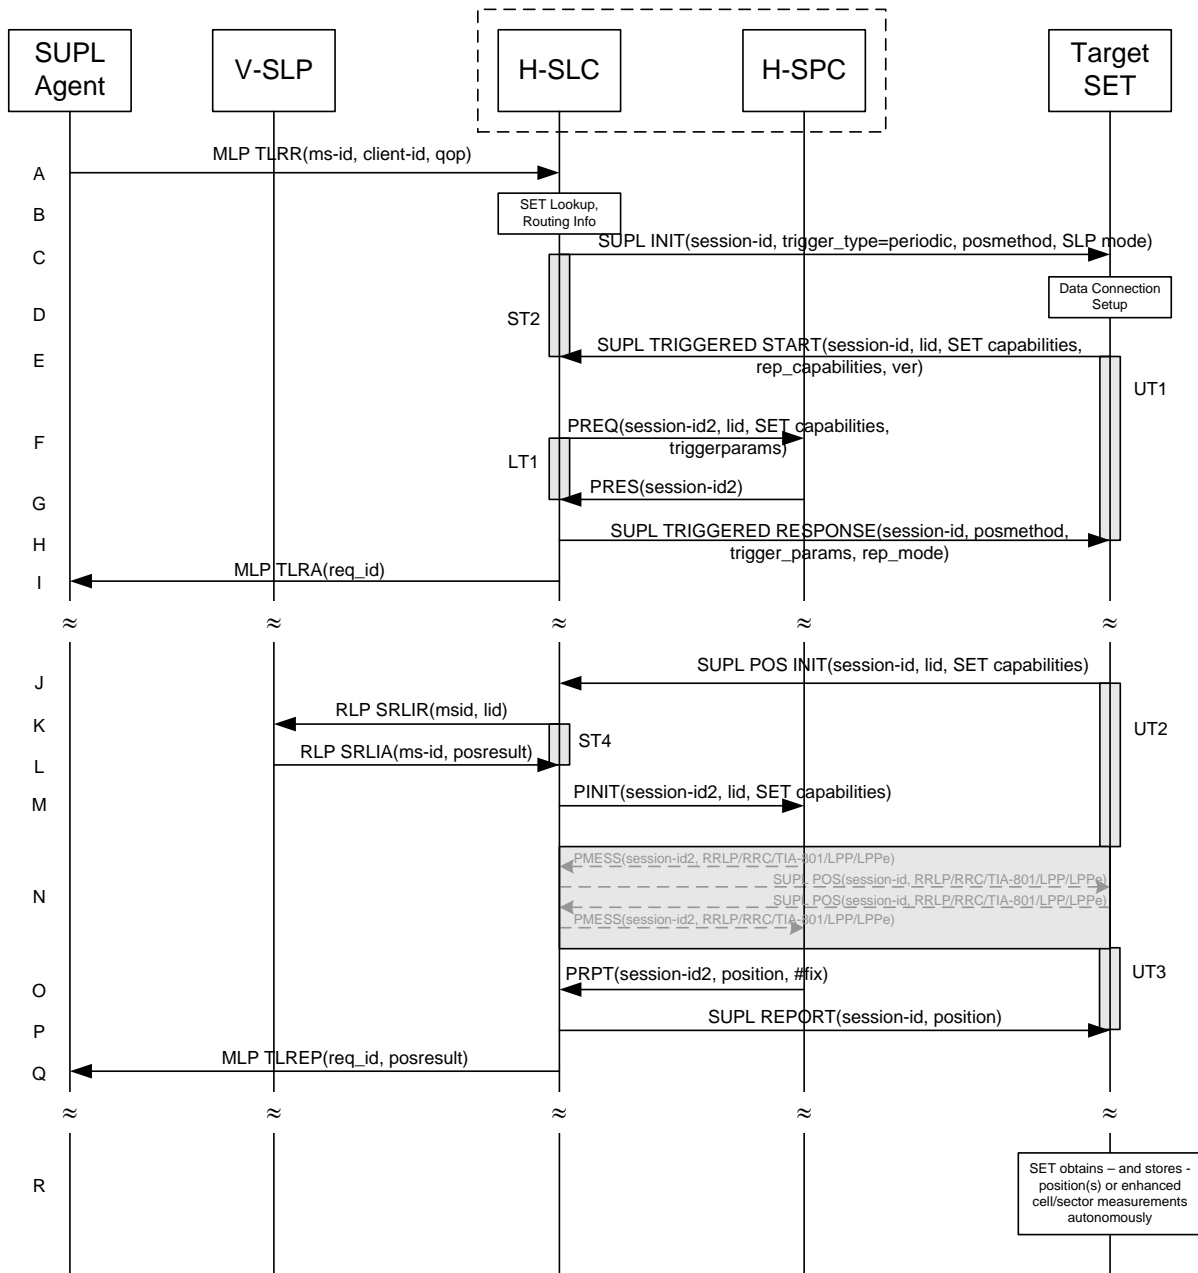 SUPL
Agent
V-SLP
H-SLC
H-SPC
Target
SET
A
MLP TLRR(ms-id, client-id, qop)
B
SET Lookup,
Routing Info
C
SUPL INIT(session-id, trigger_type=periodic, posmethod, SLP mode)
Data Connection
Setup
D
ST2
E
SUPL TRIGGERED START(session-id, lid, SET capabilities,
rep_capabilities, ver)
UT1
F
PREQ(session-id2, lid, SET capabilities,
triggerparams)
LT1
G
PRES(session-id2)
H
SUPL TRIGGERED RESPONSE(session-id, posmethod,
trigger_params, rep_mode)
I
MLP TLRA(req_id)
≈ ≈ ≈ ≈ ≈
J
SUPL POS INIT(session-id, lid, SET capabilities)
K
RLP SRLIR(msid, lid)
ST4
UT2
L
RLP SRLIA(ms-id, posresult)
M
PINIT(session-id2, lid, SET capabilities)
N
PMESS(session-id2, RRLP/RRC/TIA-801/LPP/LPPe)
SUPL POS(session-id, RRLP/RRC/TIA-801/LPP/LPPe)
SUPL POS(session-id, RRLP/RRC/TIA-801/LPP/LPPe)
PMESS(session-id2, RRLP/RRC/TIA-801/LPP/LPPe)
O
PRPT(session-id2, position, #fix)
UT3
P
SUPL REPORT(session-id, position)
Q
MLP TLREP(req_id, posresult)
≈ ≈ ≈ ≈ ≈
R
SET obtains – and stores -
position(s) or enhanced
cell/sector measurements
autonomously